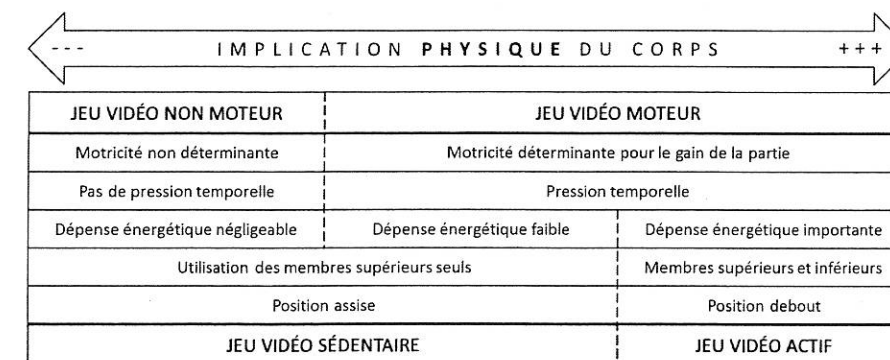 --- IMPLICATION PHYSIQUE DU CORPS +++
JEU VIDÉO NON MOTEUR JEU VIDÉO MOTEUR
Motricité non déterminante Motricité déterminante pour le gain de la partie
Pas de pression temporelle Pression temporelle
Dépense énergétique négligeable Dépense énergétique faible Dépense énergétique importante
Utilisation des membres supérieurs seuls Membres supérieurs et inférieurs
Position assise Position debout
JEU VIDÉO SÉDENTAIRE JEU VIDÉO ACTIF